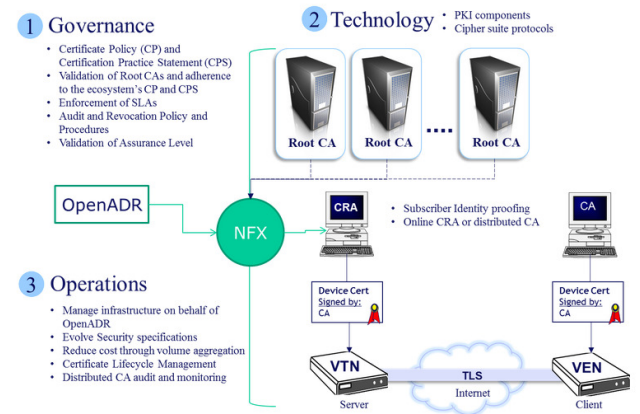 1 Governance
• Certificate Policy (CP) and
Certification Practice Statement (CPS)
• Validation of Root CAs and adherence
to the ecosystem's CP and CPS
• Enforcement of SLAs
• Audit and Revocation Policy and
Procedures
• Validation of Assurance Level
2 Technology
• PKI components
• Cipher suite protocols
Root CA
Root CA
....
Root CA
OpenADR
NFX
CRA
• Subscriber Identity proofing
• Online CRA or distributed CA
CA
3 Operations
• Manage infrastructure on behalf of
OpenADR
• Evolve Security specifications
• Reduce cost through volume aggregation
• Certificate Lifecycle Management
• Distributed CA audit and monitoring
Device Cert
Signed by:
CA
Device Cert
Signed by:
CA
VTN
Server
TLS
Internet
VEN
Client